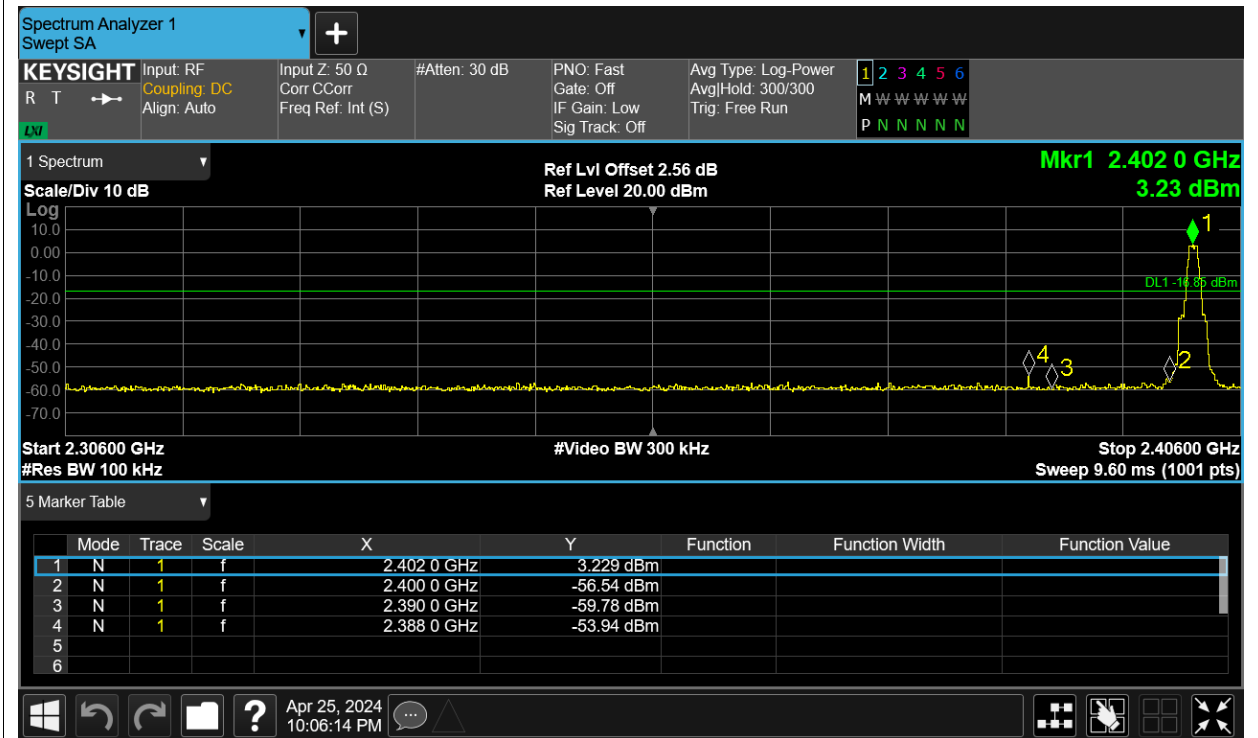 Spectrum Analyzer 1
Swept SA
KEYSIGHT
R T
LXI
Input: RF
Coupling: DC
Align: Auto
Input Z: 50 Ω
Corr CCorr
Freq Ref: Int (S)
#Atten: 30 dB
PNO: Fast
Gate: Off
IF Gain: Low
Sig Track: Off
Avg Type: Log-Power
Avg|Hold: 300/300
Trig: Free Run
1 2 3 4 5 6
M W W W W W
P N N N N N
1 Spectrum
Scale/Div 10 dB
Ref Lvl Offset 2.56 dB
Ref Level 20.00 dBm
Mkr1 2.402 0 GHz
3.23 dBm
Log
10.0
0.00
-10.0
-20.0
-30.0
-40.0
-50.0
-60.0
-70.0
1
DL1 -16.85 dBm
4
3
2
Start 2.30600 GHz
#Video BW 300 kHz
Stop 2.40600 GHz
#Res BW 100 kHz
Sweep 9.60 ms (1001 pts)
5 Marker Table
Mode Trace Scale X Y Function Function Width Function Value
1 N 1 f 2.402 0 GHz 3.229 dBm
2 N 1 f 2.400 0 GHz -56.54 dBm
3 N 1 f 2.390 0 GHz -59.78 dBm
4 N 1 f 2.388 0 GHz -53.94 dBm
5
6
?
Apr 25, 2024
10:06:14 PM